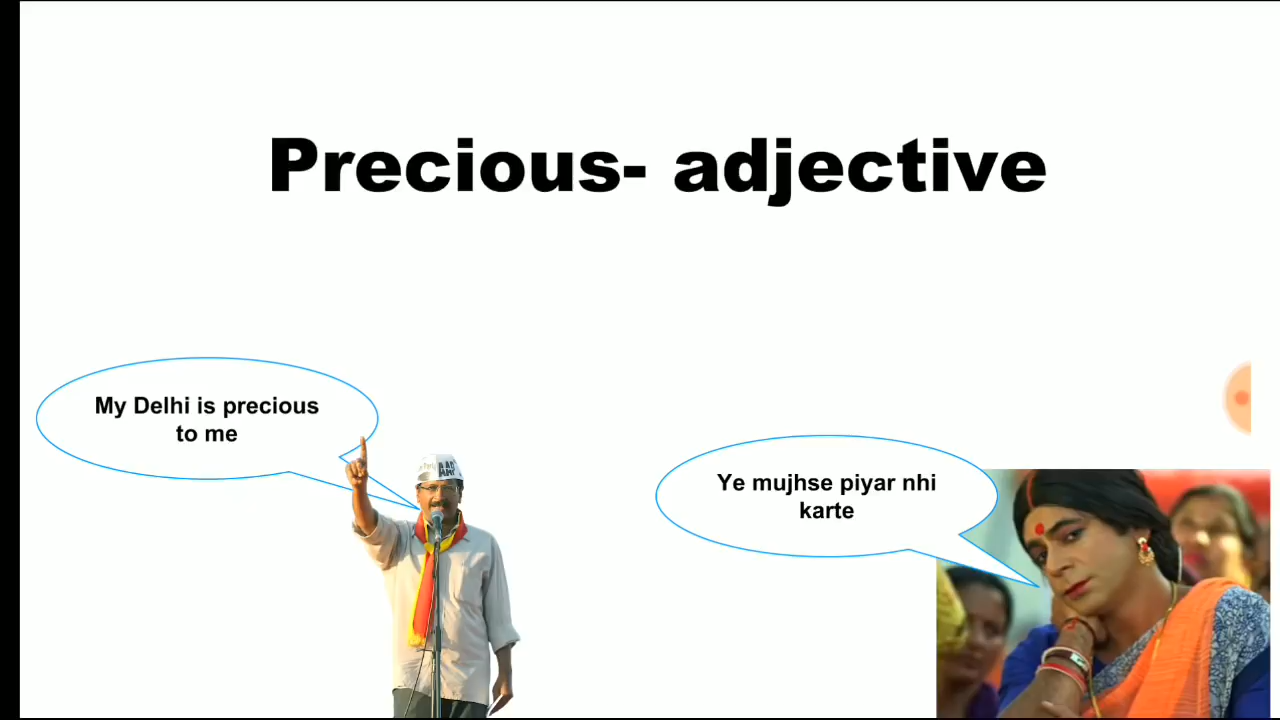 Precious- adjective
My Delhi is precious
to me
Ye mujhse piyar nhi
karte